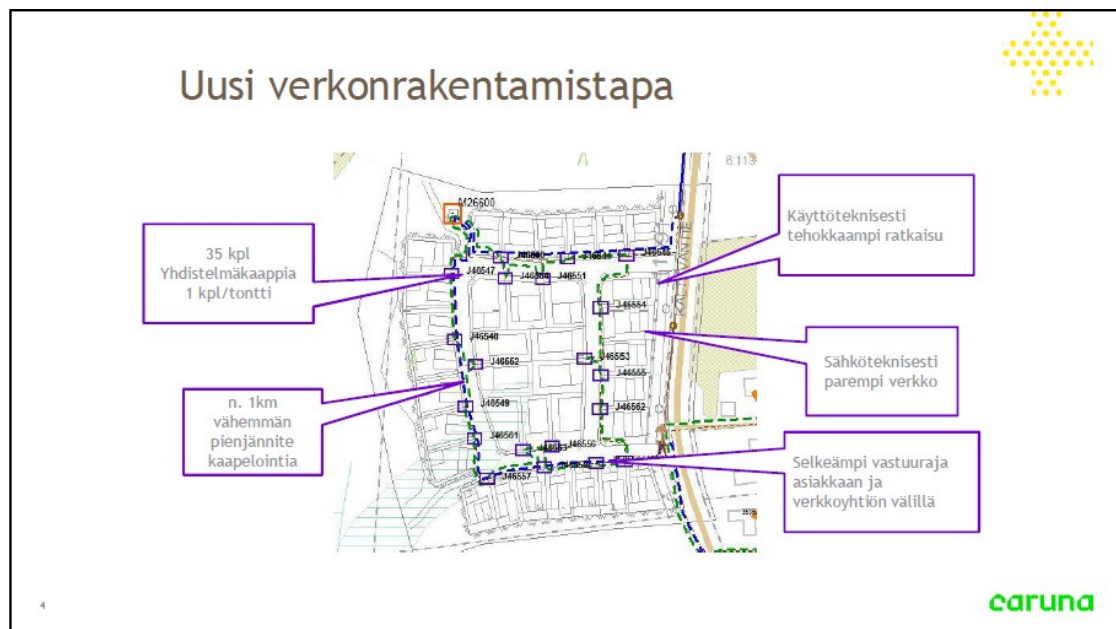 Uusi verkonrakentamistapa
6:113
M26600
35 kpl
Yhdistelmäkaappia
1 kpl/tontti
Käyttöteknisesti
tehokkaampi ratkaisu
J46547
J46551
J46554
J46548
J46552
J46553
J46555
Sähköteknisesti
parempi verkko
n. 1km
vähemmän
pienjännite
kaapelointia
J46549
J46562
J46561
J46556
J46557
Selkeämpi vastuuraja
asiakkaan ja
verkkoyhtiön välillä
4
caruna